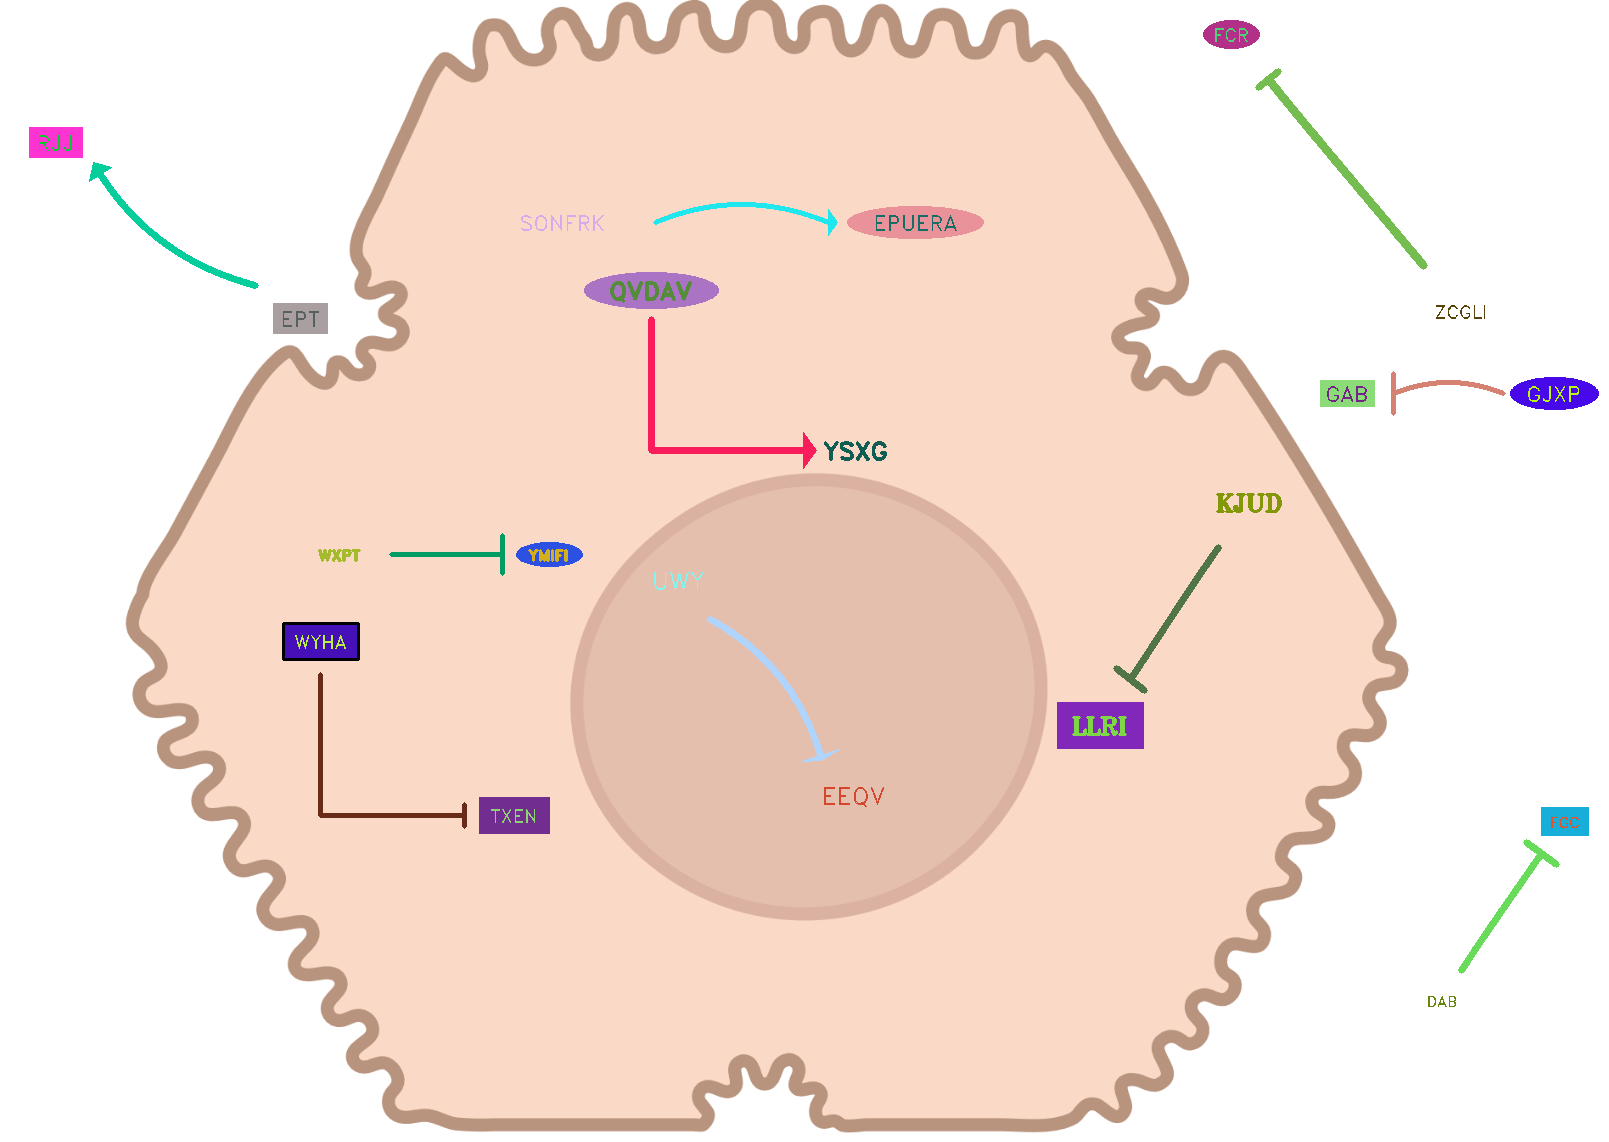 FCR
RJJ
SONFRK
EPUERA
QVDAV
EPT
ZCGLI
GAB
GJXP
YSXG
KJUD
WXPT
YMIFI
UWY
WYHA
LLRI
EEQV
TXEN
FGC
DAB